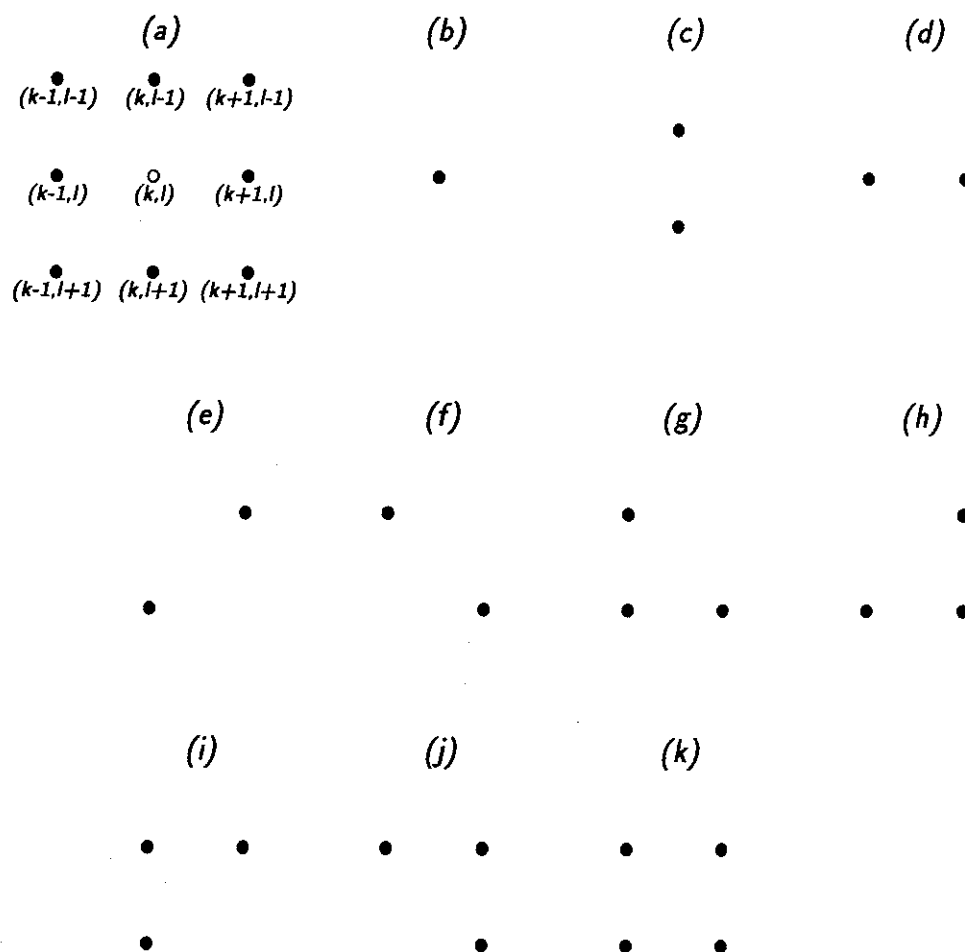 (a) (b) (c) (d)
(k-1,l-1) (k,l-1) (k+1,l-1)
(k-1,l) (k,l) (k+1,l)
(k-1,l+1) (k,l+1) (k+1,l+1)
(e) (f) (g) (h)
(i) (j) (k)